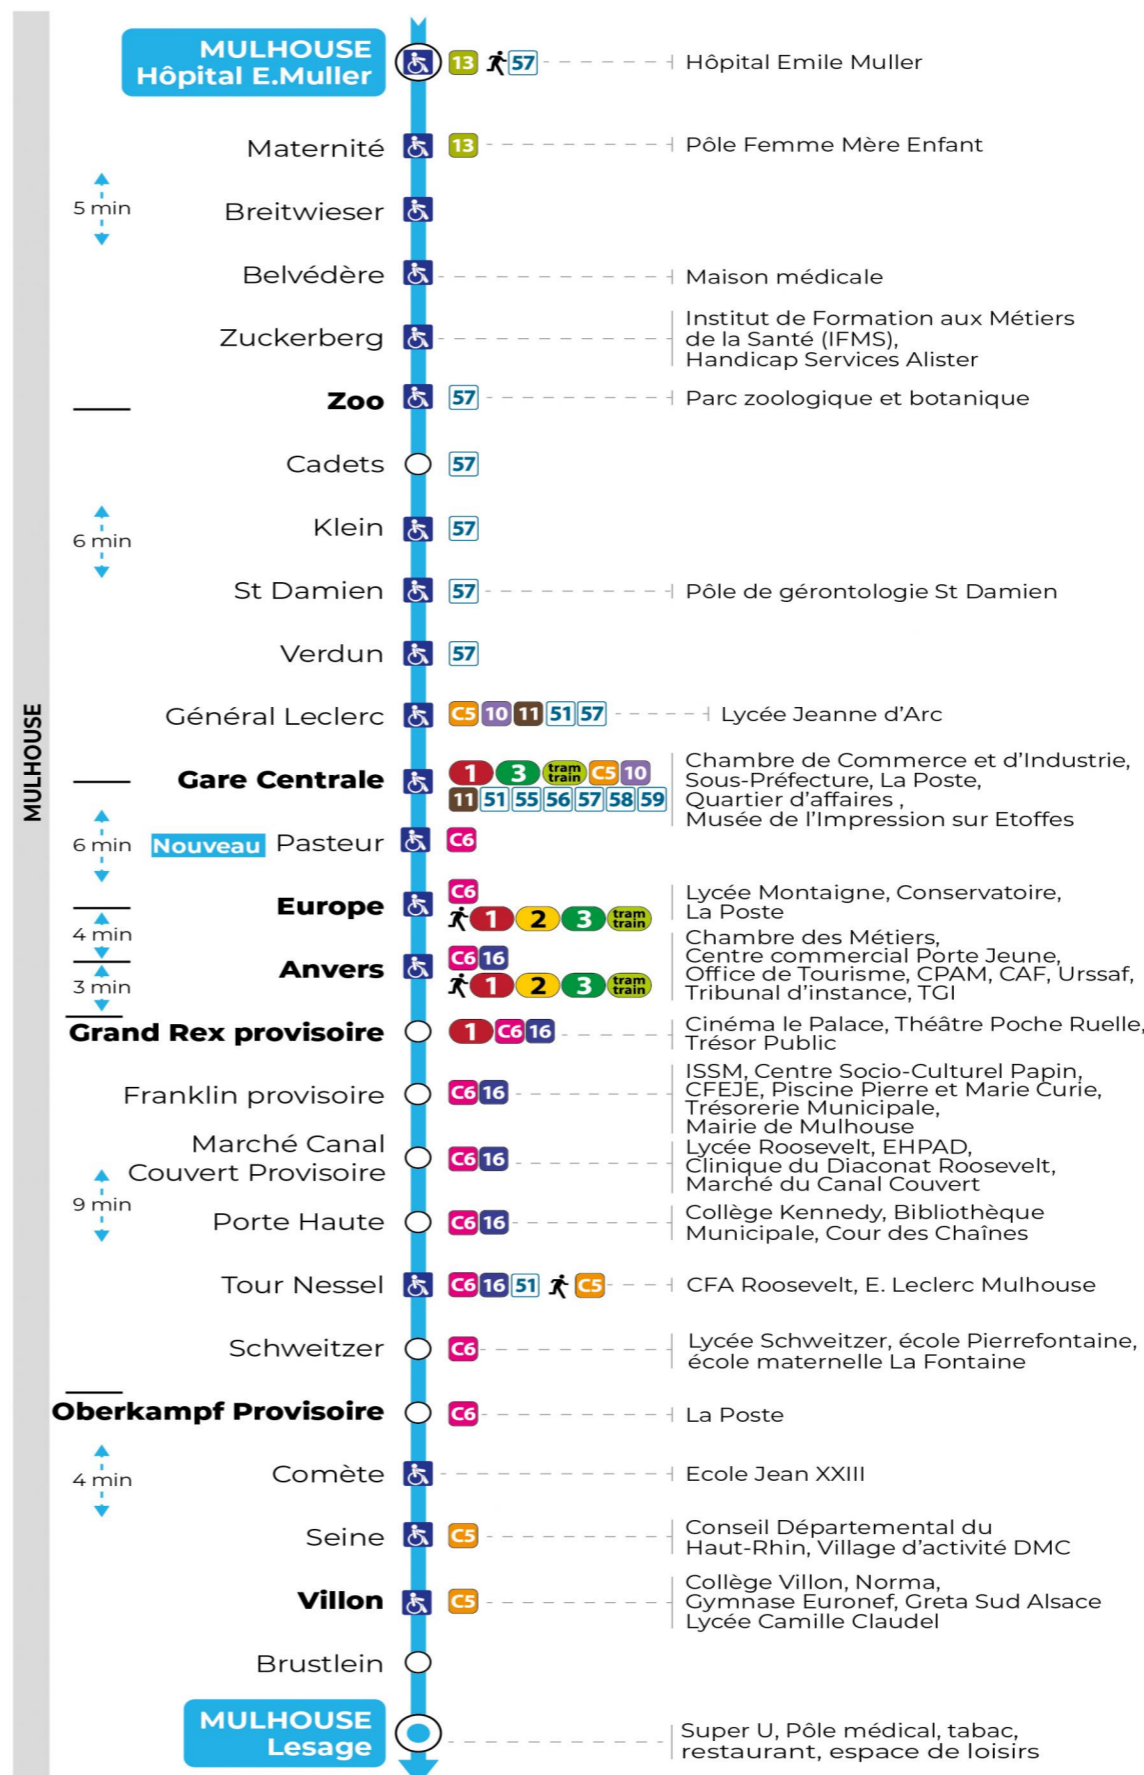 MULHOUSE
MULHOUSE
Hôpital E.Muller
13 57
Hôpital Emile Muller
Maternité
13
Pôle Femme Mère Enfant
5 min
Breitwieser
Belvédère
Maison médicale
Zuckerberg
Institut de Formation aux Métiers
de la Santé (IFMS),
Handicap Services Alister
Zoo
57
Parc zoologique et botanique
Cadets
57
6 min
Klein
57
St Damien
57
Pôle de gérontologie St Damien
Verdun
57
Général Leclerc
C5 10 11 51 57
Lycée Jeanne d'Arc
Gare Centrale
1 3 tram train C5 10
11 51 55 56 57 58 59
Chambre de Commerce et d'Industrie,
Sous-Préfecture, La Poste,
Quartier d'affaires ,
Musée de l'Impression sur Etoffes
6 min
Nouveau Pasteur
C6
Europe
C6
1 2 3 tram train
Lycée Montaigne, Conservatoire,
La Poste
4 min
Anvers
C6 16
1 2 3 tram train
Chambre des Métiers,
Centre commercial Porte Jeune,
Office de Tourisme, CPAM, CAF, Urssaf,
Tribunal d'instance, TGI
3 min
Grand Rex provisoire
1 C6 16
Cinéma le Palace, Théâtre Poche Ruelle,
Trésor Public
Franklin provisoire
C6 16
ISSM, Centre Socio-Culturel Papin,
CFEJE, Piscine Pierre et Marie Curie,
Trésorerie Municipale,
Mairie de Mulhouse
Marché Canal
Couvert Provisoire
C6 16
Lycée Roosevelt, EHPAD,
Clinique du Diaconat Roosevelt,
Marché du Canal Couvert
9 min
Porte Haute
C6 16
Collège Kennedy, Bibliothèque
Municipale, Cour des Chaînes
Tour Nessel
C6 16 51 C5
CFA Roosevelt, E. Leclerc Mulhouse
Schweitzer
C6
Lycée Schweitzer, école Pierrefontaine,
école maternelle La Fontaine
Oberkampf Provisoire
C6
La Poste
4 min
Comète
Ecole Jean XXIII
Seine
C5
Conseil Départemental du
Haut-Rhin, Village d'activité DMC
Villon
C5
Collège Villon, Norma,
Gymnase Euronef, Greta Sud Alsace
Lycée Camille Claudel
Brustlein
MULHOUSE
Lesage
Super U, Pôle médical, tabac,
restaurant, espace de loisirs